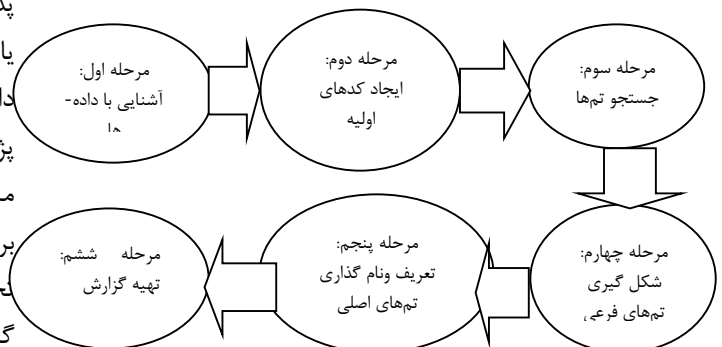 مرحله اول:
آشنایی با داده-
ها
مرحله دوم:
ایجاد کدهای
اولیه
مرحله سوم:
جستجو تم‌ها
مرحله چهارم:
شکل گیری
تم‌های فرعی
مرحله پنجم:
تعریف ونام گذاری
تم‌های اصلی
مرحله ششم:
تهیه گزارش